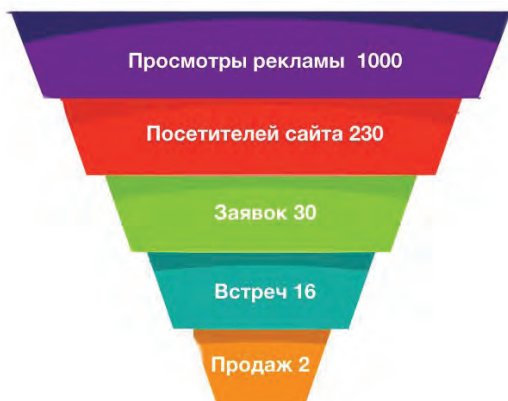 Просмотры рекламы 1000
Посетителей сайта 230
Заявок 30
Встреч 16
Продаж 2